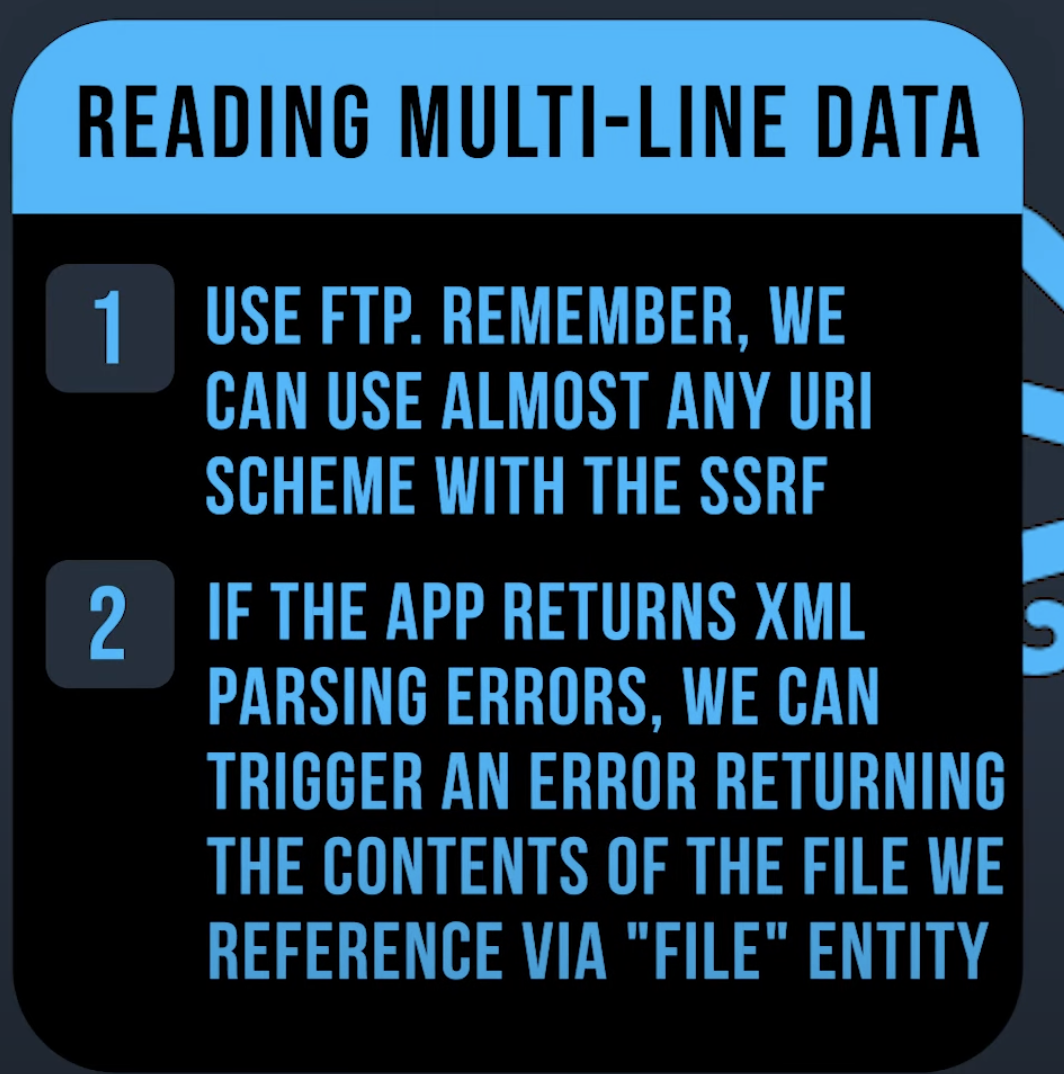 READING MULTI-LINE DATA
1
USE FTP. REMEMBER, WE
CAN USE ALMOST ANY URI
SCHEME WITH THE SSRF
2
IF THE APP RETURNS XML
PARSING ERRORS, WE CAN
TRIGGER AN ERROR RETURNING
THE CONTENTS OF THE FILE WE
REFERENCE VIA "FILE" ENTITY